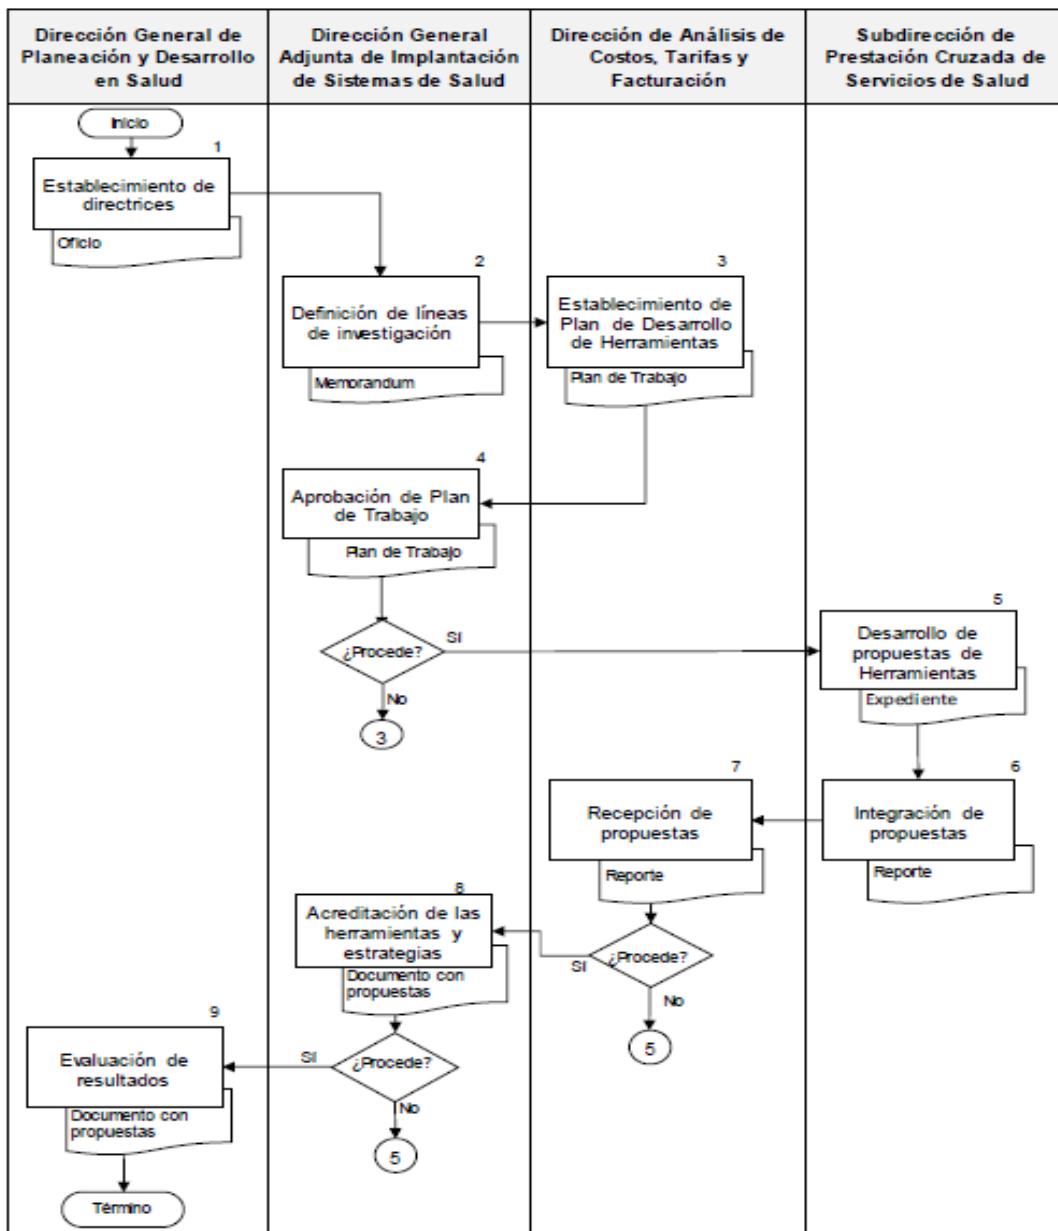 Dirección General de
Planeación y Desarrollo
en Salud
Dirección General
Adjunta de Implantación
de Sistemas de Salud
Dirección de Análisis de
Costos, Tarifas y
Facturación
Subdirección de
Prestación Cruzada de
Servicios de Salud
Inicio
1
Establecimiento de
directrices
Oficio
2
Definición de líneas
de investigación
Memorandum
3
Establecimiento de
Plan de Desarrollo
de Herramientas
Plan de Trabajo
4
Aprobación de Plan
de Trabajo
Plan de Trabajo
¿Procede?
SI
No
3
5
Desarrollo de
propuestas de
Herramientas
Expediente
6
Integración de
propuestas
Reporte
7
Recepción de
propuestas
Reporte
¿Procede?
SI
No
5
8
Acreditación de las
herramientas y
estrategias
Documento con
propuestas
¿Procede?
SI
No
5
9
Evaluación de
resultados
Documento con
propuestas
Término